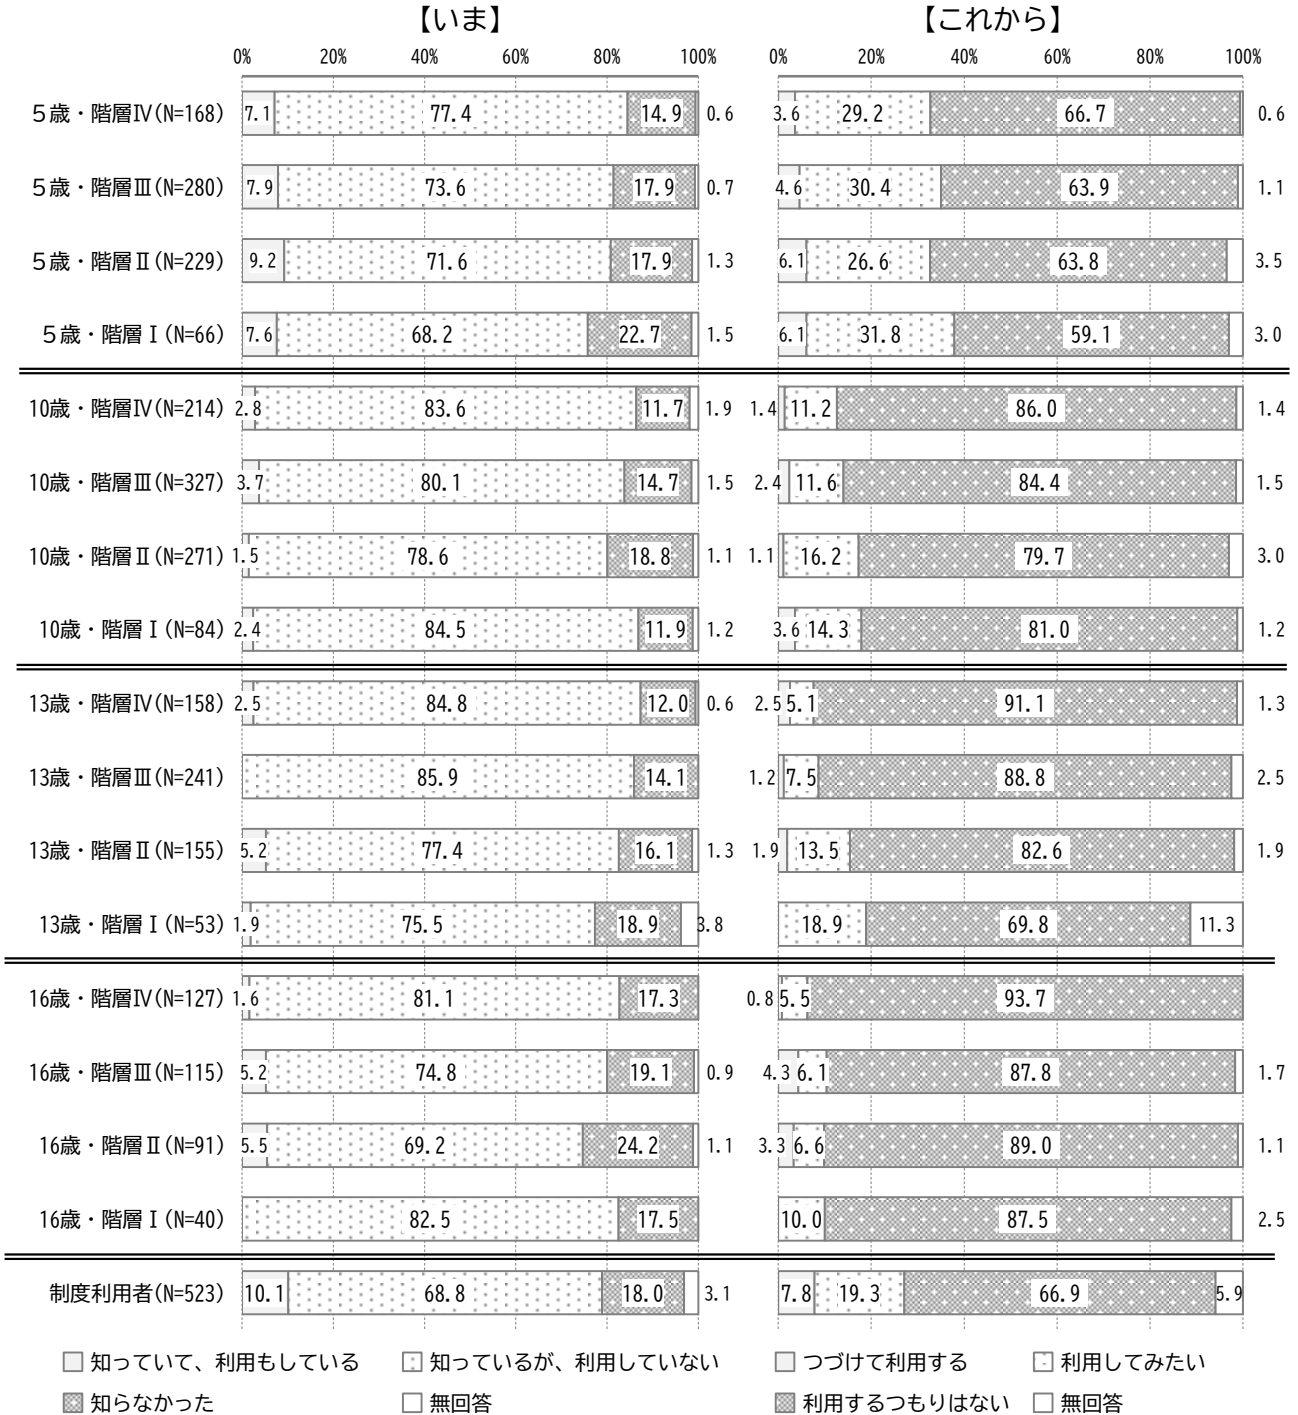 【いま】 【これから】
0% 20% 40% 60% 80% 100% 0% 20% 40% 60% 80% 100%
５歳・階層Ⅳ(N=168) 7.1 77.4 14.9 0.6 3.6 29.2 66.7 0.6
５歳・階層Ⅲ(N=280) 7.9 73.6 17.9 0.7 4.6 30.4 63.9 1.1
５歳・階層Ⅱ(N=229) 9.2 71.6 17.9 1.3 6.1 26.6 63.8 3.5
５歳・階層Ⅰ(N=66) 7.6 68.2 22.7 1.5 6.1 31.8 59.1 3.0
10歳・階層Ⅳ(N=214) 2.8 83.6 11.7 1.9 1.4 11.2 86.0 1.4
10歳・階層Ⅲ(N=327) 3.7 80.1 14.7 1.5 2.4 11.6 84.4 1.5
10歳・階層Ⅱ(N=271) 1.5 78.6 18.8 1.1 1.1 16.2 79.7 3.0
10歳・階層Ⅰ(N=84) 2.4 84.5 11.9 1.2 3.6 14.3 81.0 1.2
13歳・階層Ⅳ(N=158) 2.5 84.8 12.0 0.6 2.5 5.1 91.1 1.3
13歳・階層Ⅲ(N=241) 85.9 14.1 1.2 7.5 88.8 2.5
13歳・階層Ⅱ(N=155) 5.2 77.4 16.1 1.3 1.9 13.5 82.6 1.9
13歳・階層Ⅰ(N=53) 1.9 75.5 18.9 3.8 18.9 69.8 11.3
16歳・階層Ⅳ(N=127) 1.6 81.1 17.3 0.8 5.5 93.7
16歳・階層Ⅲ(N=115) 5.2 74.8 19.1 0.9 4.3 6.1 87.8 1.7
16歳・階層Ⅱ(N=91) 5.5 69.2 24.2 1.1 3.3 6.6 89.0 1.1
16歳・階層Ⅰ(N=40) 82.5 17.5 10.0 87.5 2.5
制度利用者(N=523) 10.1 68.8 18.0 3.1 7.8 19.3 66.9 5.9
知っていて、利用もしている 知っているが、利用していない つづけて利用する 利用してみたい
知らなかった 無回答 利用するつもりはない 無回答